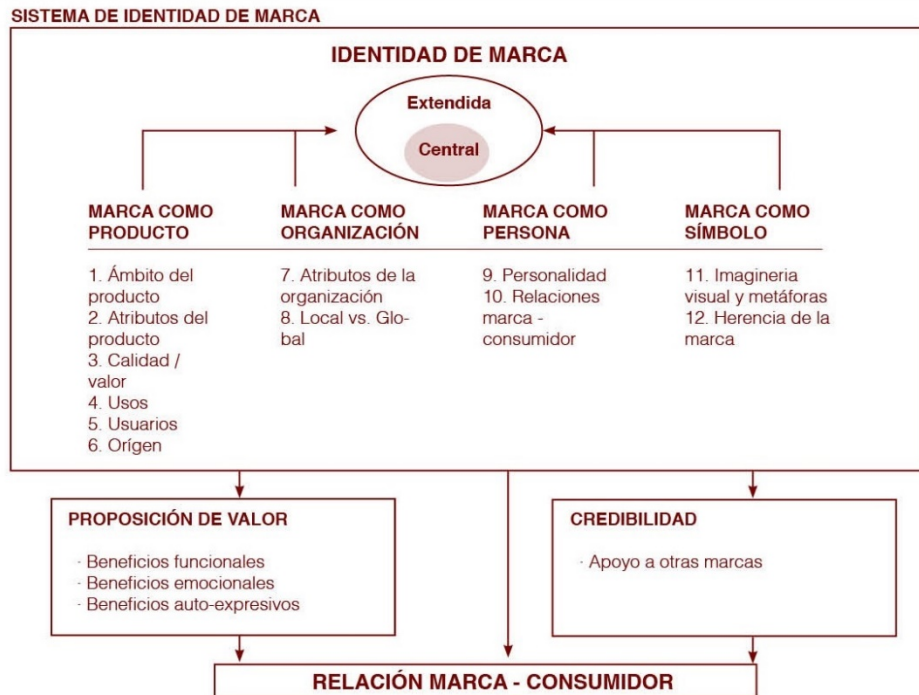 SISTEMA DE IDENTIDAD DE MARCA
IDENTIDAD DE MARCA
Extendida
Central
MARCA COMO
PRODUCTO
1. Ámbito del
producto
2. Atributos del
producto
3. Calidad /
valor
4. Usos
5. Usuarios
6. Orígen
MARCA COMO
ORGANIZACIÓN
7. Atributos de la
organización
8. Local vs. Glo-
bal
MARCA COMO
PERSONA
9. Personalidad
10. Relaciones
marca -
consumidor
MARCA COMO
SÍMBOLO
11. Imagineria
visual y metáforas
12. Herencia de la
marca
PROPOSICIÓN DE VALOR
· Beneficios funcionales
· Beneficios emocionales
· Beneficios auto-expresivos
CREDIBILIDAD
· Apoyo a otras marcas
RELACIÓN MARCA - CONSUMIDOR